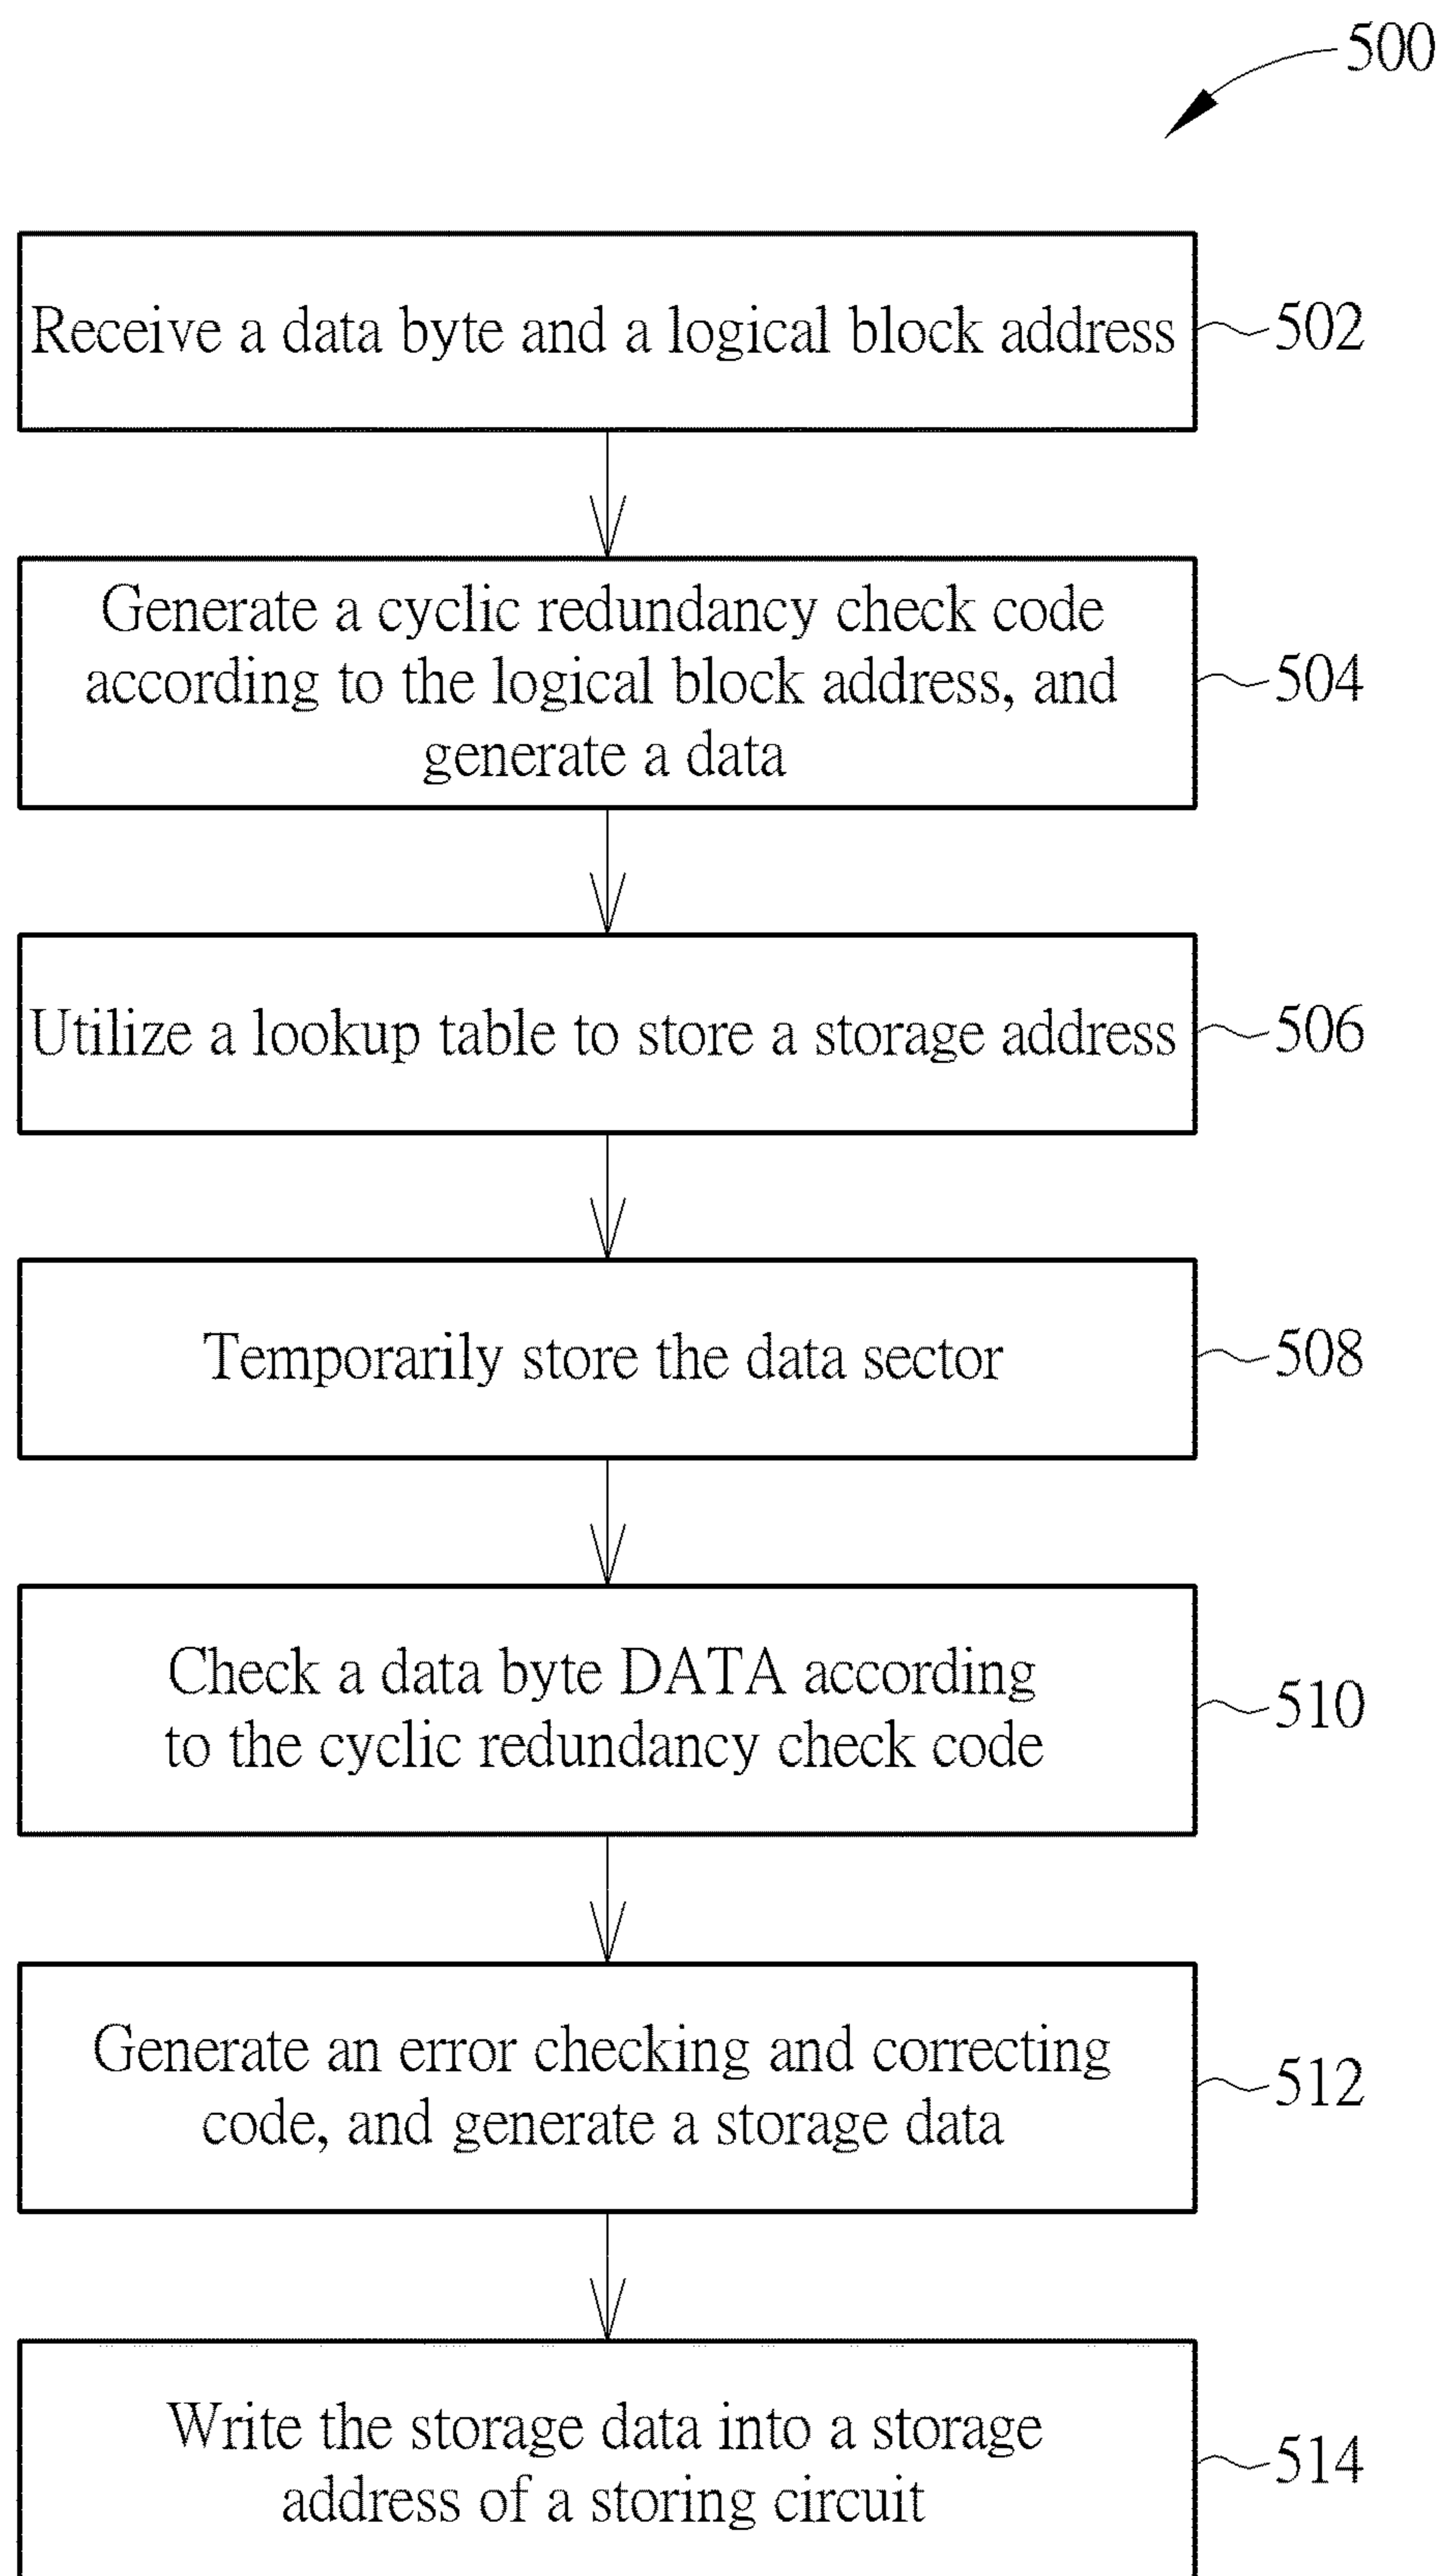 500
Receive a data byte and a logical block address
502
Generate a cyclic redundancy check code
according to the logical block address, and
generate a data
504
Utilize a lookup table to store a storage address
506
Temporarily store the data sector
508
Check a data byte DATA according
to the cyclic redundancy check code
510
Generate an error checking and correcting
code, and generate a storage data
512
Write the storage data into a storage
address of a storing circuit
514